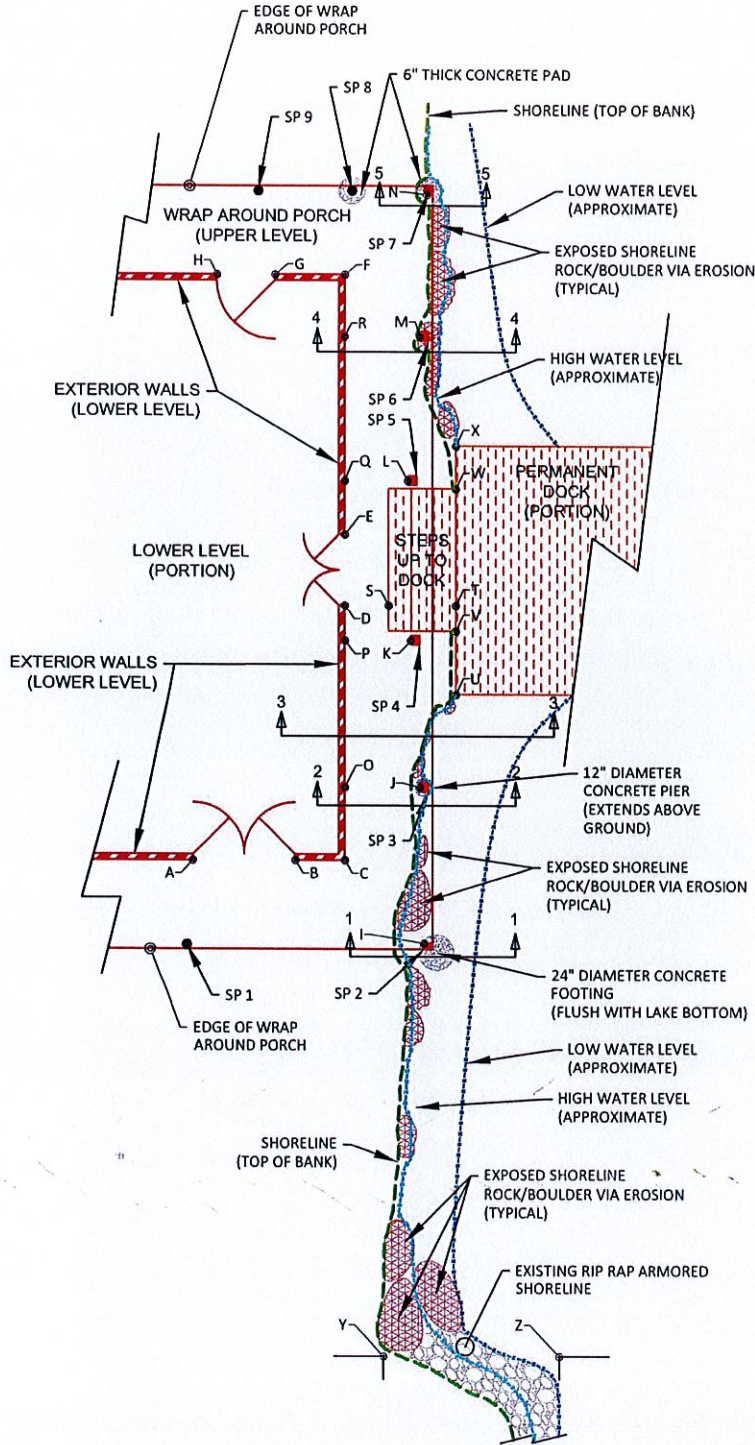 EDGE OF WRAP
AROUND PORCH
6" THICK CONCRETE PAD
SP 8
SP 9
SHORELINE (TOP OF BANK)
5
5
N
LOW WATER LEVEL
(APPROXIMATE)
WRAP AROUND PORCH
(UPPER LEVEL)
SP 7
EXPOSED SHORELINE
ROCK/BOULDER VIA EROSION
(TYPICAL)
H
G
F
4
4
R
M
HIGH WATER LEVEL
(APPROXIMATE)
EXTERIOR WALLS
(LOWER LEVEL)
SP 6
SP 5
X
Q
L
W
PERMANENT
DOCK
(PORTION)
E
STEPS
UP TO
DOCK
LOWER LEVEL
(PORTION)
S
T
D
V
P
K
EXTERIOR WALLS
(LOWER LEVEL)
U
SP 4
3
3
O
2
2
J
12" DIAMETER
CONCRETE PIER
(EXTENDS ABOVE
GROUND)
SP 3
A
B
C
EXPOSED SHORELINE
ROCK/BOULDER VIA EROSION
(TYPICAL)
1
1
I
SP 1
SP 2
24" DIAMETER CONCRETE
FOOTING
(FLUSH WITH LAKE BOTTOM)
EDGE OF WRAP
AROUND PORCH
LOW WATER LEVEL
(APPROXIMATE)
HIGH WATER LEVEL
(APPROXIMATE)
SHORELINE
(TOP OF BANK)
EXPOSED SHORELINE
ROCK/BOULDER VIA EROSION
(TYPICAL)
EXISTING RIP RAP ARMORED
SHORELINE
Y
Z